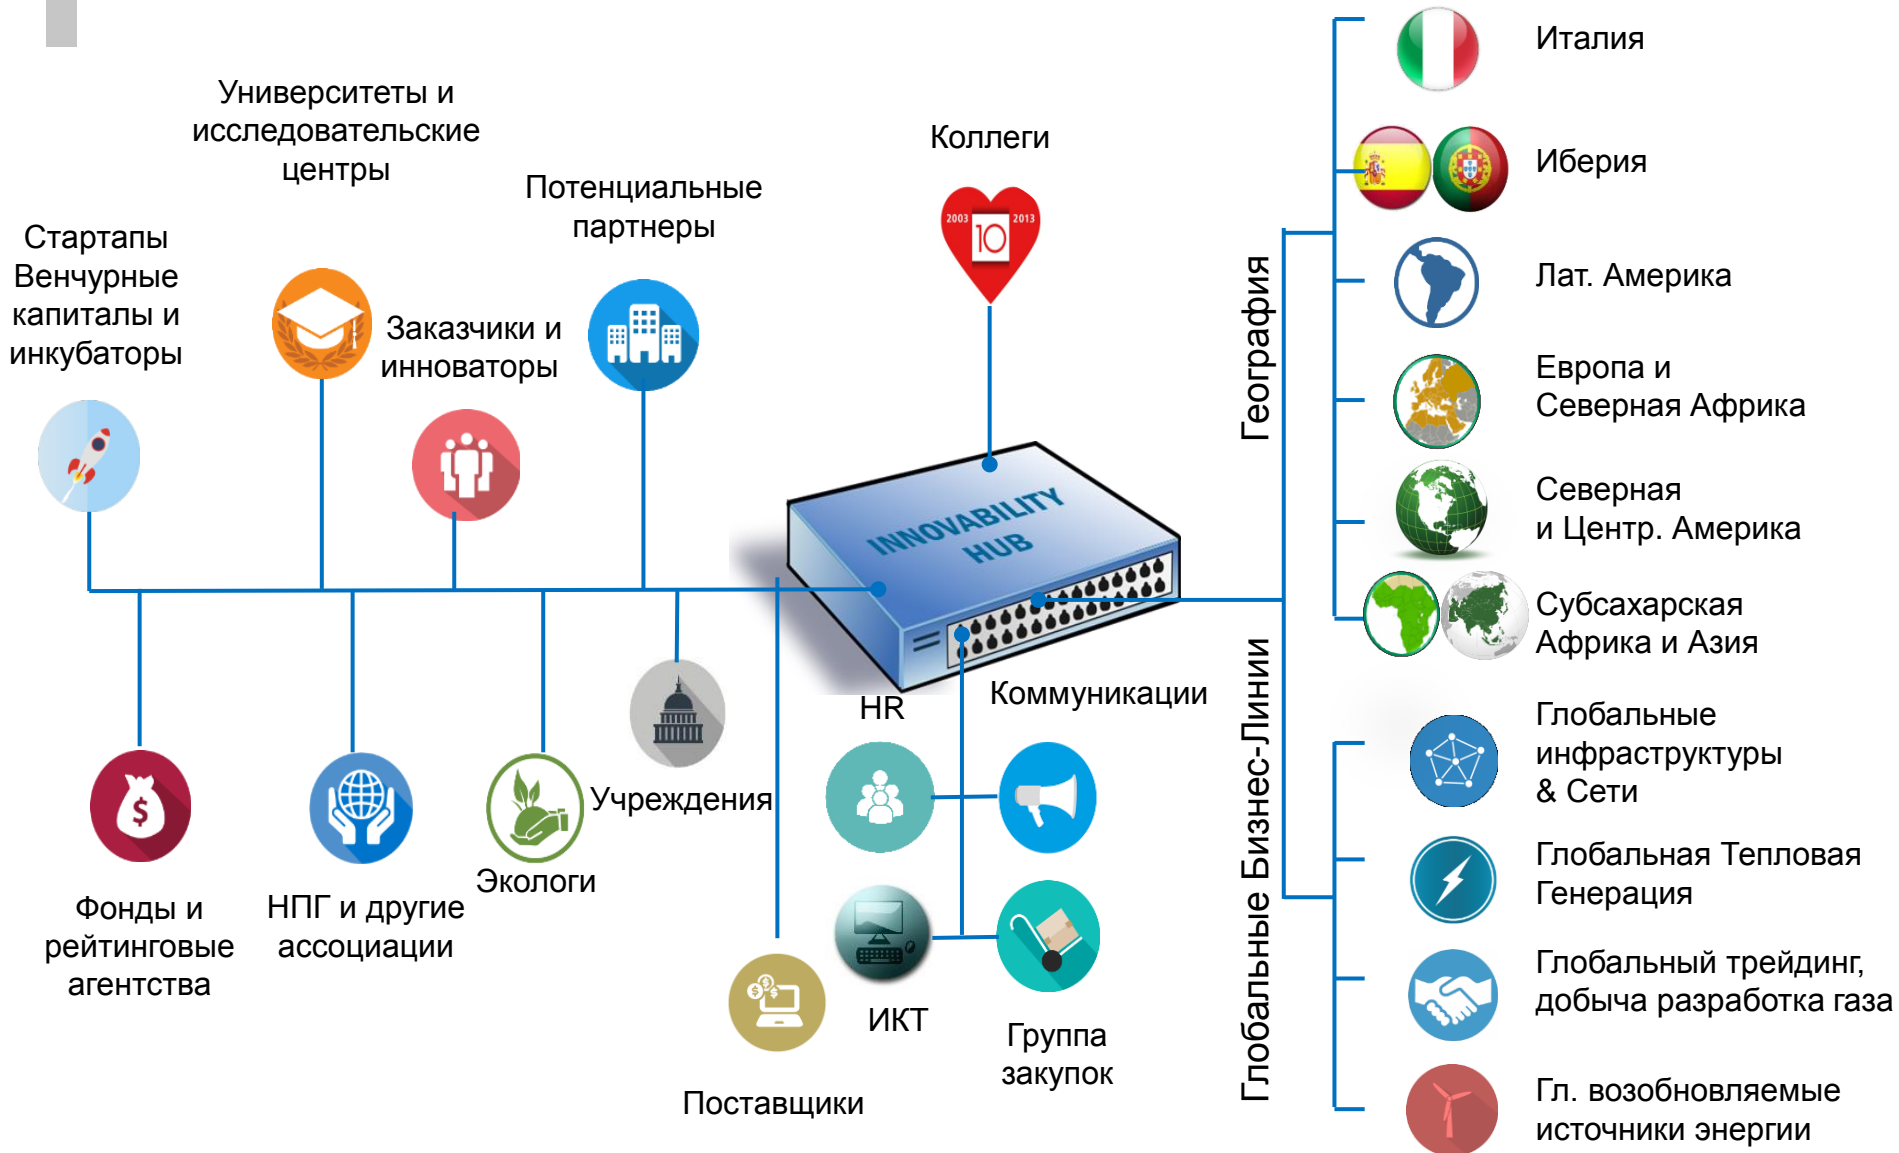 Университеты и
исследовательские
центры
Коллеги
Потенциальные
партнеры
Стартапы
Венчурные
капиталы и
инкубаторы
Заказчики и
инноваторы
2003
10
2013
INNOVABILITY
HUB
География
Италия
Иберия
Лат. Америка
Европа и
Северная Африка
Северная
и Центр. Америка
Субсахарская
Африка и Азия
Глобальные Бизнес-Линии
Глобальные
инфраструктуры
& Сети
Глобальная Тепловая
Генерация
Глобальный трейдинг,
добыча разработка газа
Гл. возобновляемые
источники энергии
HR
Коммуникации
ИКТ
Группа
закупок
$
Фонды и
рейтинговые
агентства
НПГ и другие
ассоциации
Экологи
Учреждения
$
$
$
Поставщики